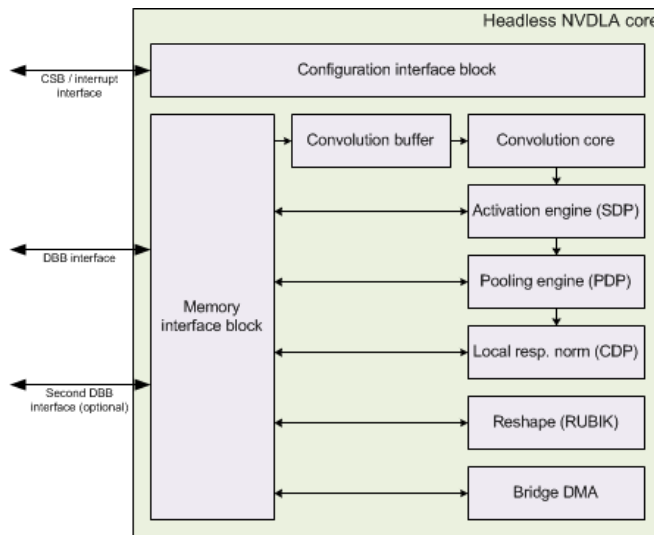 Headless NVDLA core
Configuration interface block
CSB / interrupt
interface
Convolution buffer
Convolution core
Activation engine (SDP)
DBB interface
Pooling engine (PDP)
Memory
interface block
Local resp. norm (CDP)
Second DBB
interface (optional)
Reshape (RUBIK)
Bridge DMA